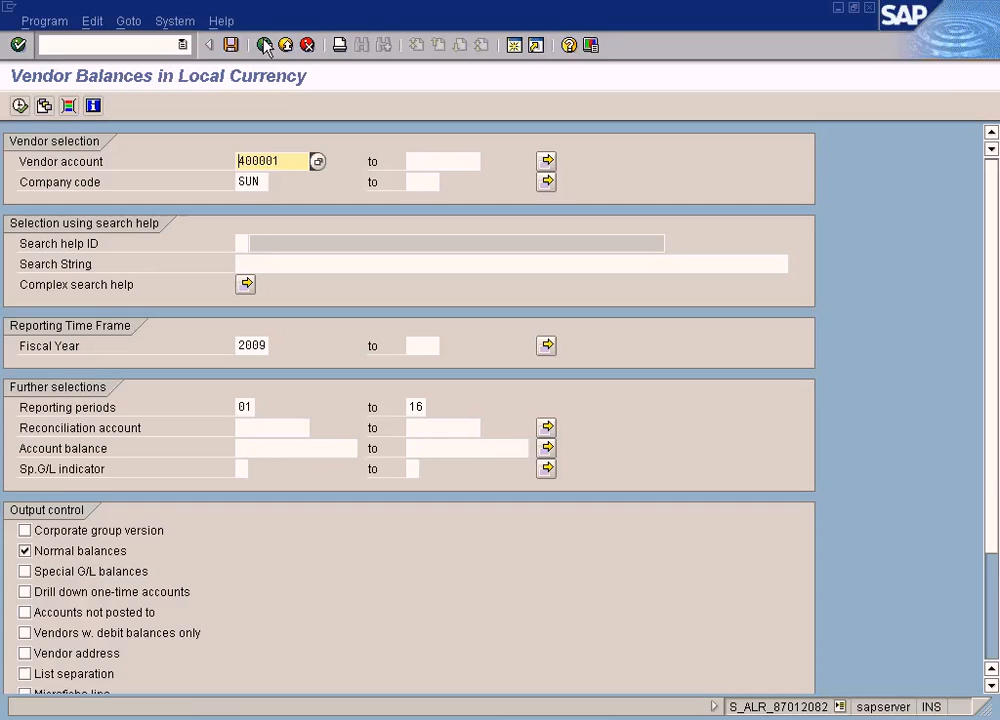 Program Edit Goto System Help
SAP
Vendor Balances in Local Currency
Vendor selection
Vendor account 400001 to
Company code SUN to
Selection using search help
Search help ID
Search String
Complex search help
Reporting Time Frame
Fiscal Year 2009 to
Further selections
Reporting periods 01 to 16
Reconciliation account to
Account balance to
Sp.G/L indicator to
Output control
Corporate group version
Normal balances
Special G/L balances
Drill down one-time accounts
Accounts not posted to
Vendors w. debit balances only
Vendor address
List separation
Microfiche line
S_ALR_87012082 sapserver INS